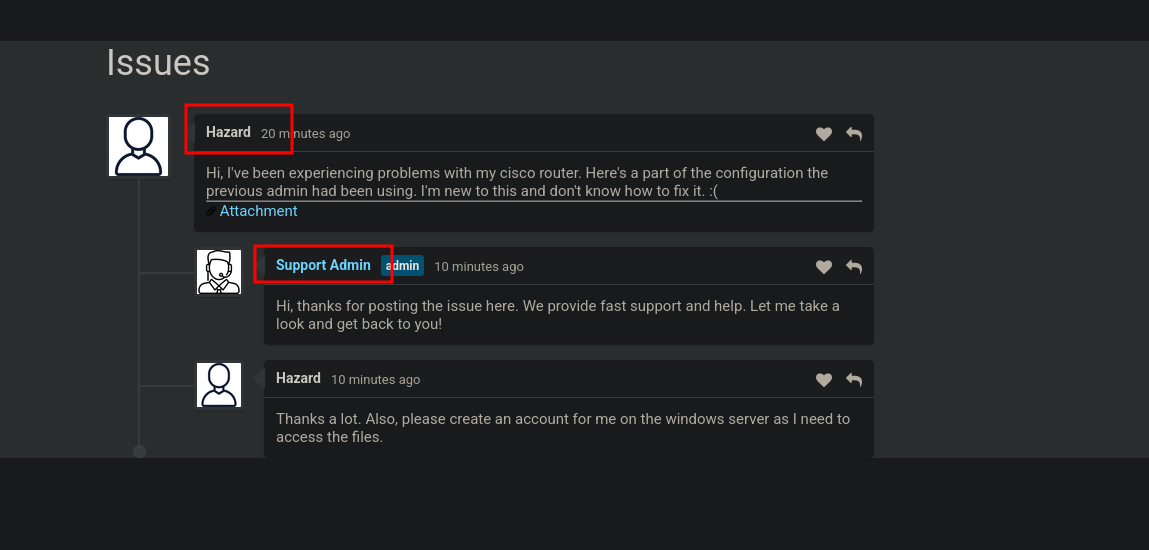 Issues
Hazard 20 minutes ago
Hi, I've been experiencing problems with my cisco router. Here's a part of the configuration the
previous admin had been using. I'm new to this and don't know how to fix it. :(
Attachment
Support Admin admin 10 minutes ago
Hi, thanks for posting the issue here. We provide fast support and help. Let me take a
look and get back to you!
Hazard 10 minutes ago
Thanks a lot. Also, please create an account for me on the windows server as I need to
access the files.